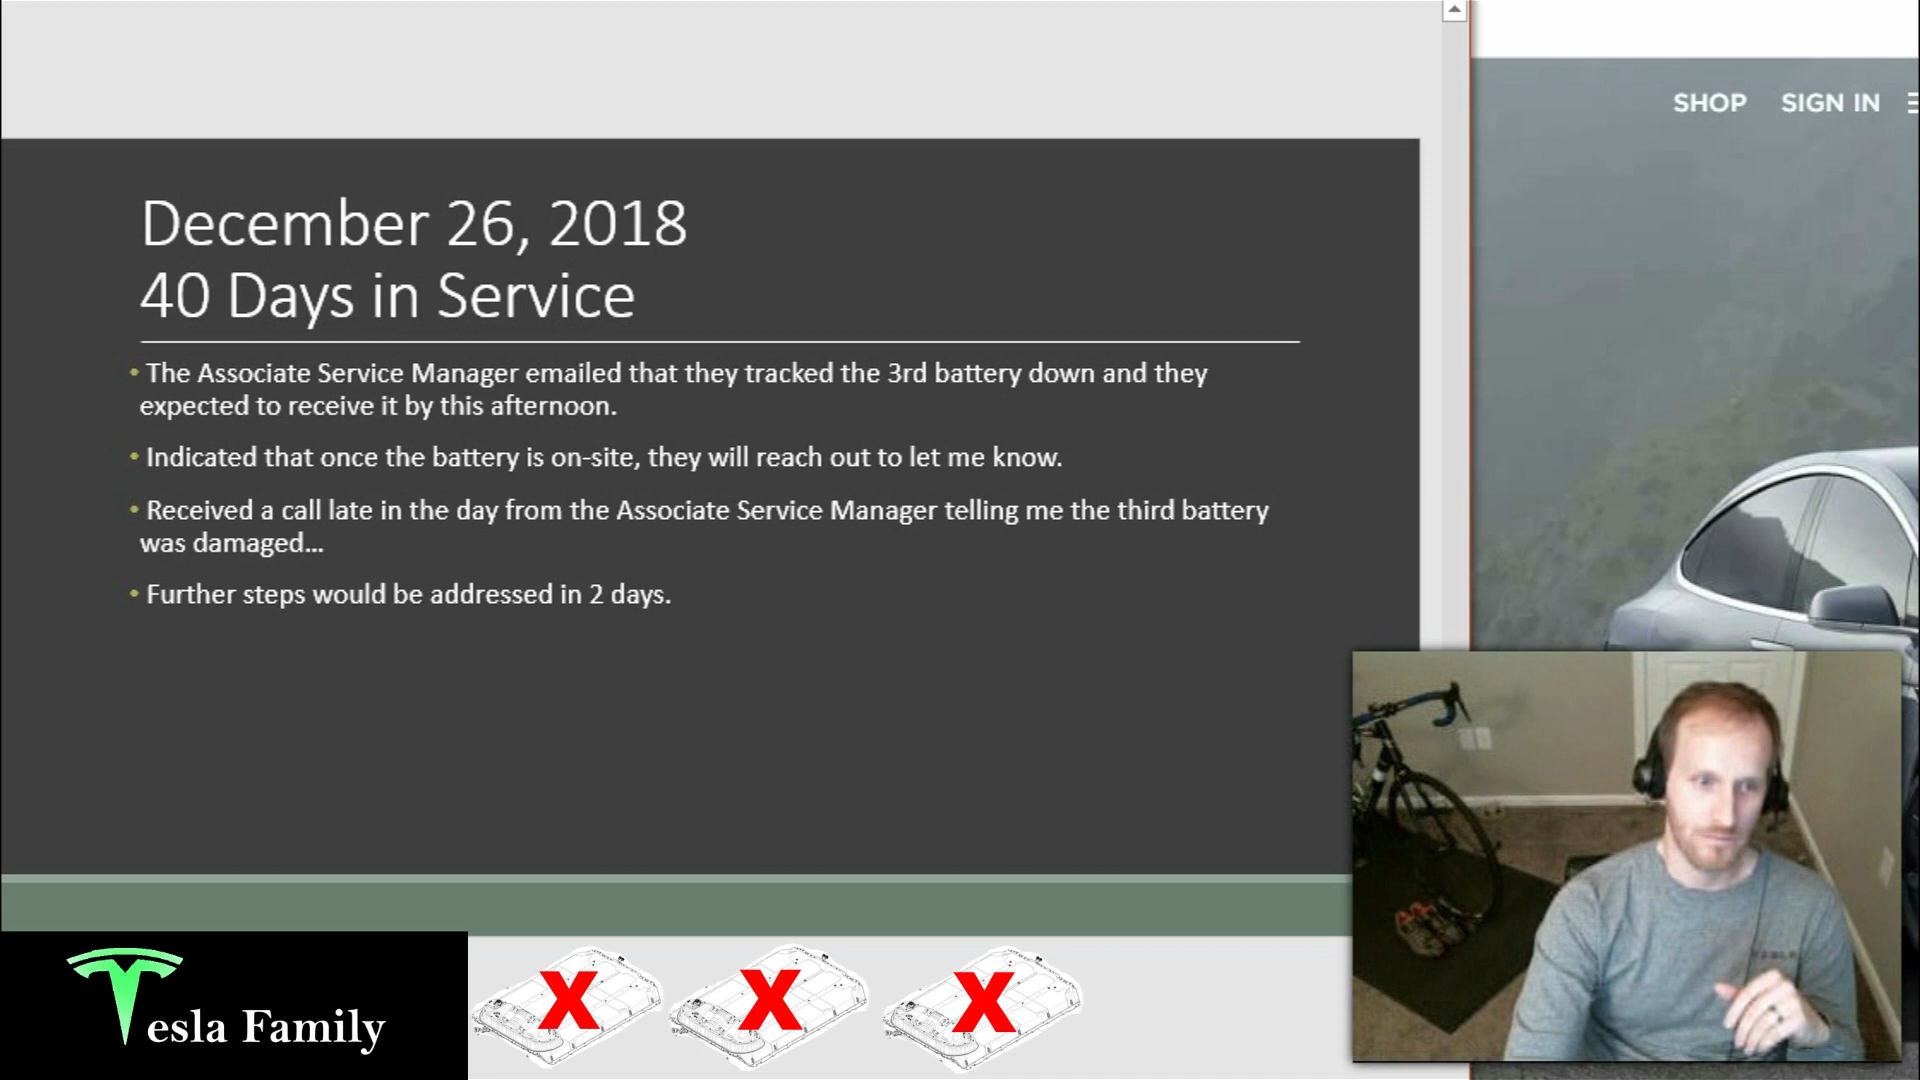 SHOP SIGN IN
December 26, 2018
40 Days in Service
• The Associate Service Manager emailed that they tracked the 3rd battery down and they
expected to receive it by this afternoon.
• Indicated that once the battery is on-site, they will reach out to let me know.
• Received a call late in the day from the Associate Service Manager telling me the third battery
was damaged...
• Further steps would be addressed in 2 days.
Tesla Family
X X X
TESLA